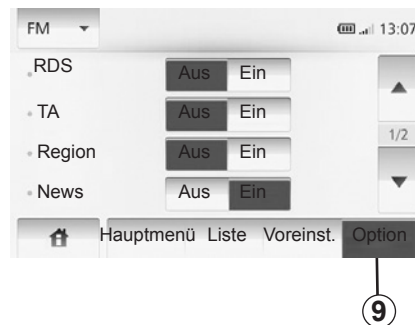 FM 13:07
RDS Aus Ein
TA Aus Ein
1/2
Region Aus Ein
News Aus Ein
Hauptmenü Liste Voreinst. Option
9